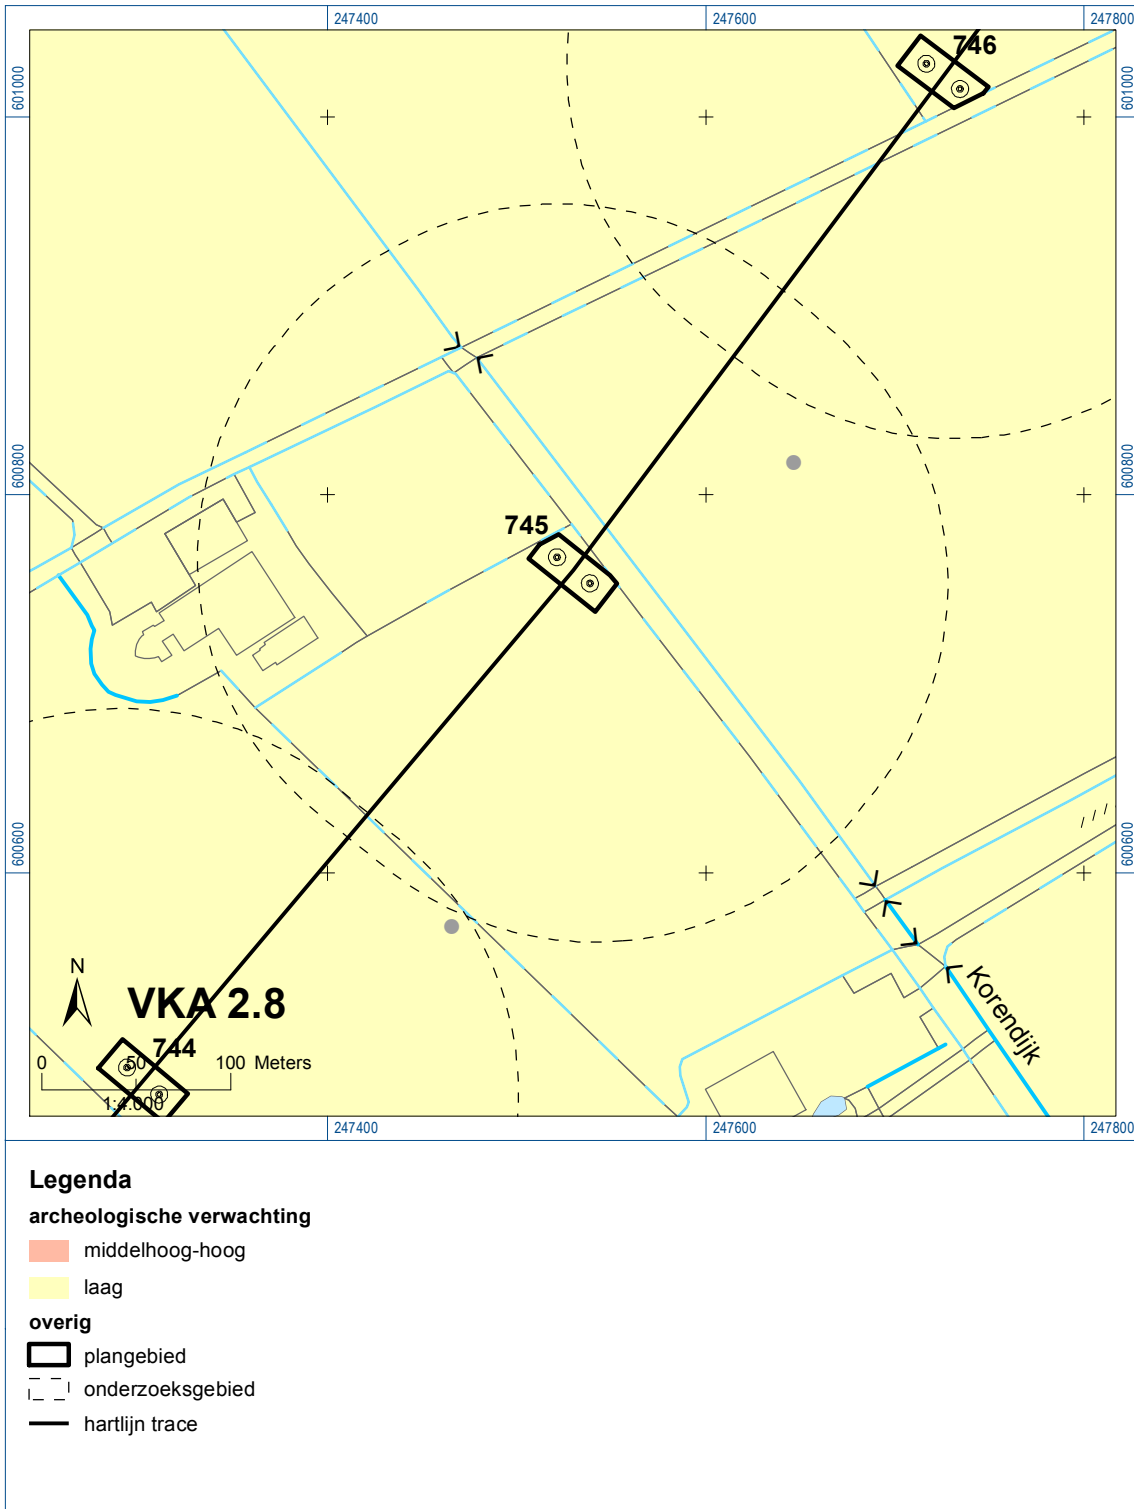 247400
247600
247800
601000
601000
746
600800
600800
745
600600
600600
Korendijk
N
VKA 2.8
744
0
50
100 Meters
1:4.000
247400
247600
247800
Legenda
archeologische verwachting
middelhoog-hoog
laag
overig
plangebied
onderzoeksgebied
hartlijn trace